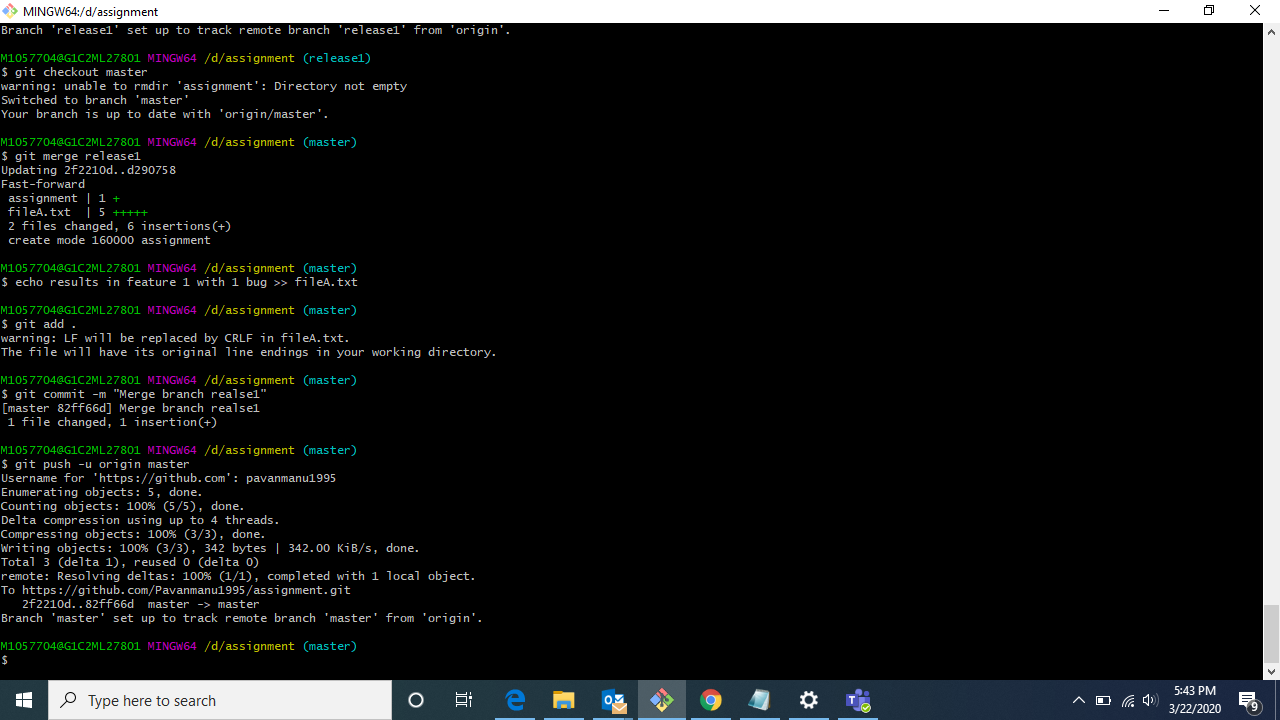 MINGW64:/d/assignment
Branch 'release1' set up to track remote branch 'release1' from 'origin'.
M1057704@G1C2ML27801 MINGW64 /d/assignment (release1)
$ git checkout master
warning: unable to rmdir 'assignment': Directory not empty
Switched to branch 'master'
Your branch is up to date with 'origin/master'.
M1057704@G1C2ML27801 MINGW64 /d/assignment (master)
$ git merge release1
Updating 2f2210d..d290758
Fast-forward
assignment | 1 +
fileA.txt | 5 +++++
2 files changed, 6 insertions(+)
create mode 160000 assignment
M1057704@G1C2ML27801 MINGW64 /d/assignment (master)
$ echo results in feature 1 with 1 bug >> fileA.txt
M1057704@G1C2ML27801 MINGW64 /d/assignment (master)
$ git add .
warning: LF will be replaced by CRLF in fileA.txt.
The file will have its original line endings in your working directory.
M1057704@G1C2ML27801 MINGW64 /d/assignment (master)
$ git commit -m "Merge branch realse1"
[master 82ff66d] Merge branch realse1
1 file changed, 1 insertion(+)
M1057704@G1C2ML27801 MINGW64 /d/assignment (master)
$ git push -u origin master
Username for 'https://github.com': pavanmanu1995
Enumerating objects: 5, done.
Counting objects: 100% (5/5), done.
Delta compression using up to 4 threads.
Compressing objects: 100% (3/3), done.
Writing objects: 100% (3/3), 342 bytes | 342.00 KiB/s, done.
Total 3 (delta 1), reused 0 (delta 0)
remote: Resolving deltas: 100% (1/1), completed with 1 local object.
To https://github.com/Pavanmanu1995/assignment.git
2f2210d..82ff66d master -> master
Branch 'master' set up to track remote branch 'master' from 'origin'.
M1057704@G1C2ML27801 MINGW64 /d/assignment (master)
$
Type here to search
5:43 PM
3/22/2020
9